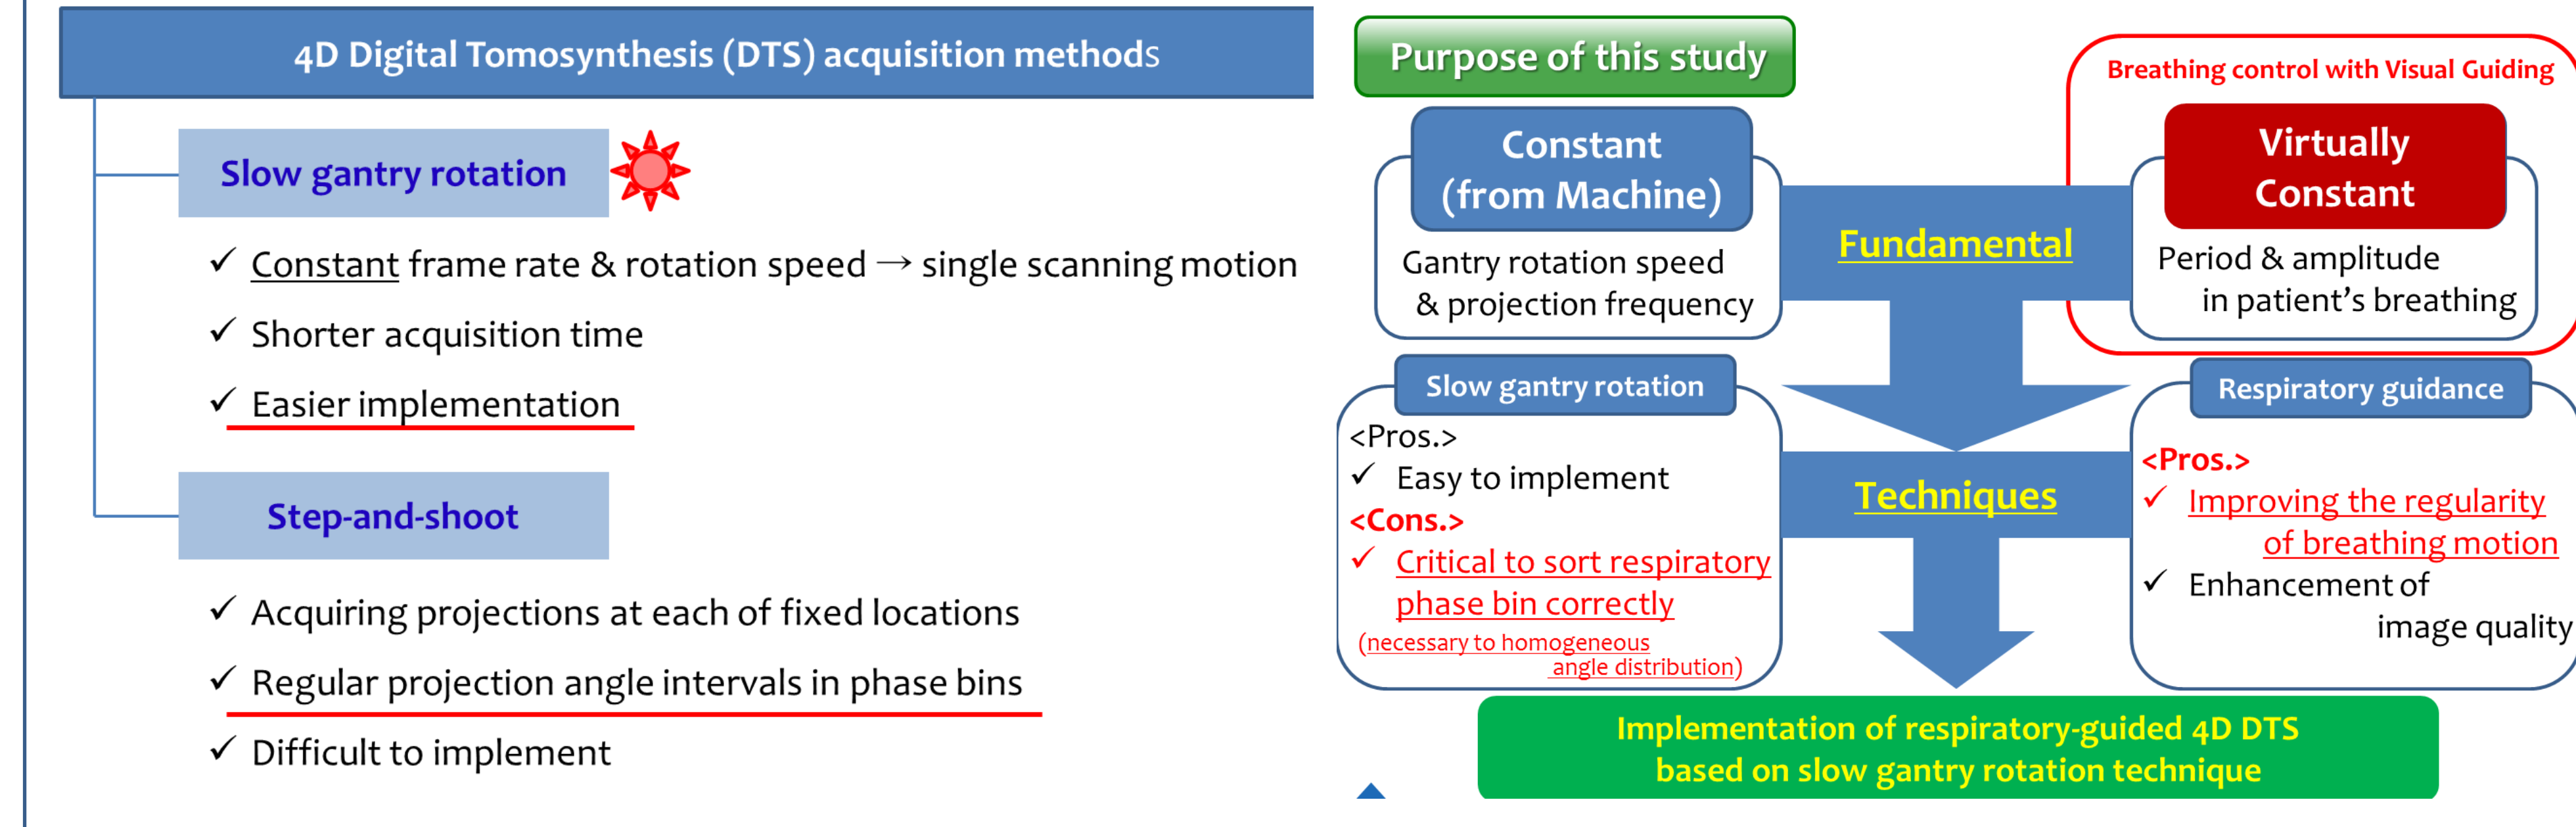 4D Digital Tomosynthesis (DTS) acquisition methods
Slow gantry rotation
✓ Constant frame rate & rotation speed → single scanning motion
✓ Shorter acquisition time
✓ Easier implementation
Step-and-shoot
✓ Acquiring projections at each of fixed locations
✓ Regular projection angle intervals in phase bins
✓ Difficult to implement
Purpose of this study
Breathing control with Visual Guiding
Constant
(from Machine)
Gantry rotation speed
& projection frequency
Fundamental
Virtually
Constant
Period & amplitude
in patient's breathing
Slow gantry rotation
<Pros.>
✓ Easy to implement
<Cons.>
✓ Critical to sort respiratory
phase bin correctly
(necessary to homogeneous
angle distribution)
Techniques
Respiratory guidance
<Pros.>
✓ Improving the regularity
of breathing motion
✓ Enhancement of
image quality
Implementation of respiratory-guided 4D DTS
based on slow gantry rotation technique